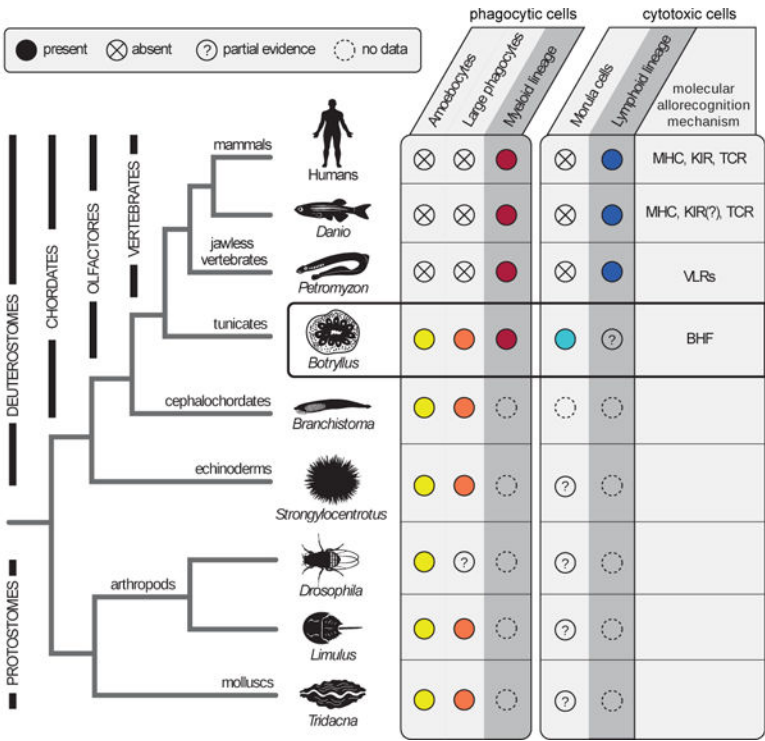 phagocytic cells
cytotoxic cells
present
absent
? partial evidence
no data
Amoebocytes
Large phagocytes
Myeloid lineage
Morula cells
Lymphoid lineage
molecular
allorecognition
mechanism
DEUTEROSTOMES
CHORDATES
OLFACTORES
VERTEBRATES
PROTOSTOMES
mammals
Humans
MHC, KIR, TCR
Danio
MHC, KIR(?), TCR
jawless
vertebrates
Petromyzon
VLRs
tunicates
Botryllus
?
BHF
cephalochordates
Branchistoma
echinoderms
Strongylocentrotus
?
arthropods
Drosophila
?
?
Limulus
?
molluscs
Tridacna
?